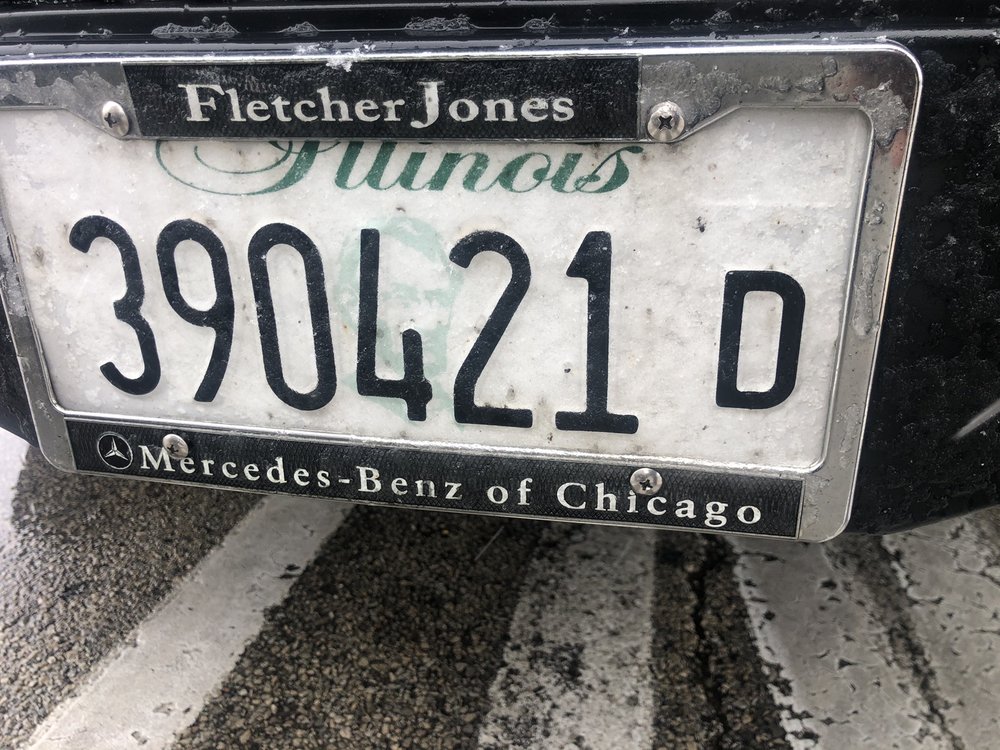 Fletcher Jones
Illinois
390421 D
Mercedes-Benz of Chicago